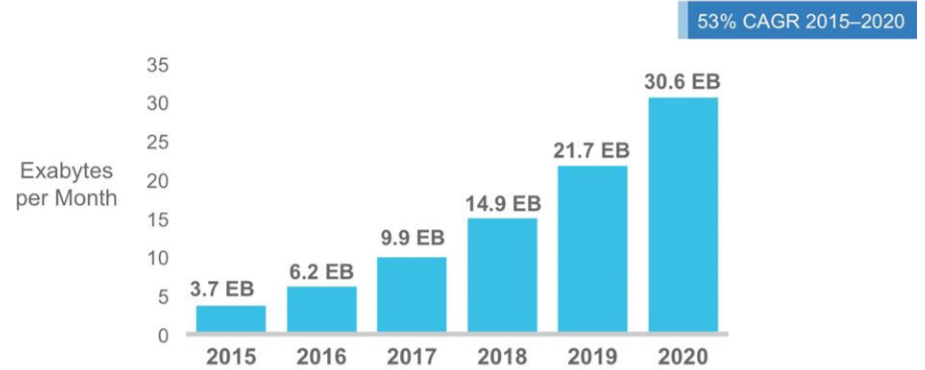 53% CAGR 2015–2020
35
30
25
20
15
10
5
0
Exabytes
per Month
3.7 EB
6.2 EB
9.9 EB
14.9 EB
21.7 EB
30.6 EB
2015 2016 2017 2018 2019 2020